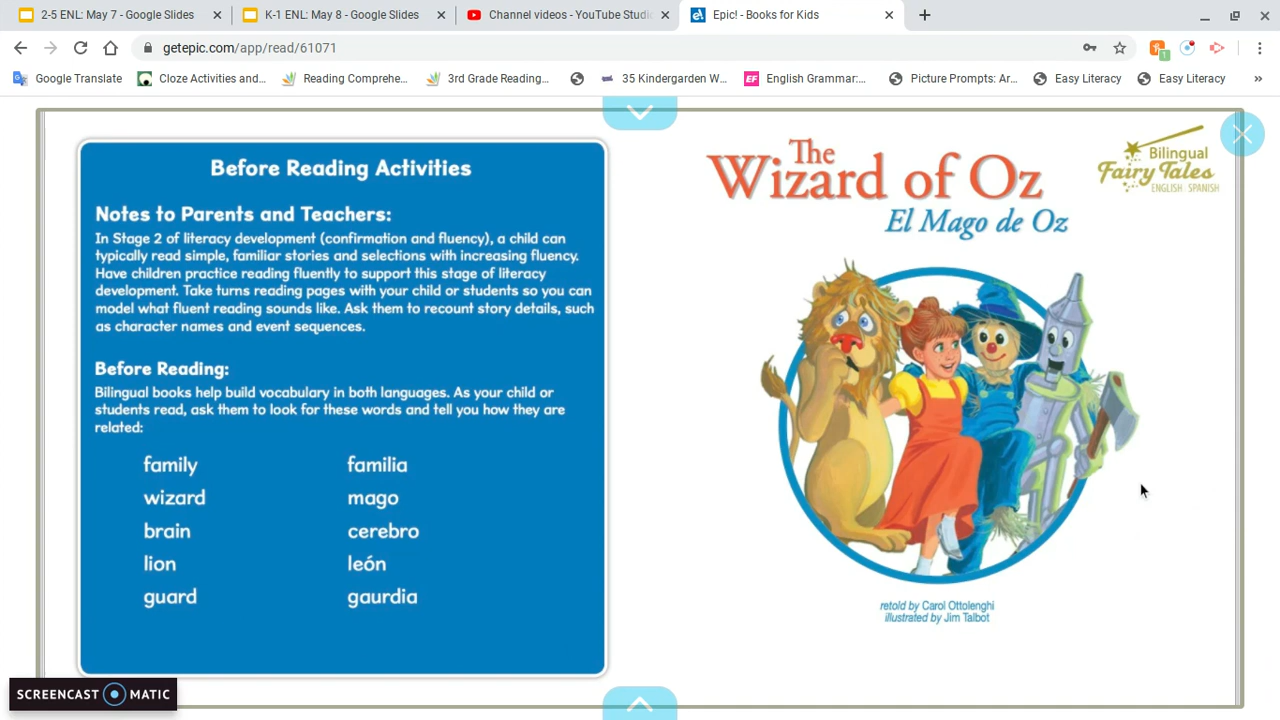 2-5 ENL: May 7 - Google Slides
K-1 ENL: May 8 - Google Slides
Channel videos - YouTube Studi
Epic! - Books for Kids
getepic.com/app/read/61071
1
Google Translate
Cloze Activities and...
Reading Comprehe...
3rd Grade Reading...
35 Kindergarden W...
EF
English Grammar:...
Picture Prompts: Ar...
Easy Literacy
Easy Literacy
»
Before Reading Activities
Notes to Parents and Teachers:
In Stage 2 of literacy development (confirmation and fluency), a child can
typically read simple, familiar stories and selections with increasing fluency.
Have children practice reading fluently to support this stage of literacy
development. Take turns reading pages with your child or students so you can
model what fluent reading sounds like. Ask them to recount story details, such
as character names and event sequences.
Before Reading:
Bilingual books help build vocabulary in both languages. As your child or
students read, ask them to look for these words and tell you how they are
related:
family familia
wizard mago
brain cerebro
lion león
guard gaurdia
The
Wizard of Oz
El Mago de Oz
Bilingual
Fairy Tales
ENGLISH SPANISH
retold by Carol Ottolenghi
illustrated by Jim Talbot
SCREENCAST MATIC